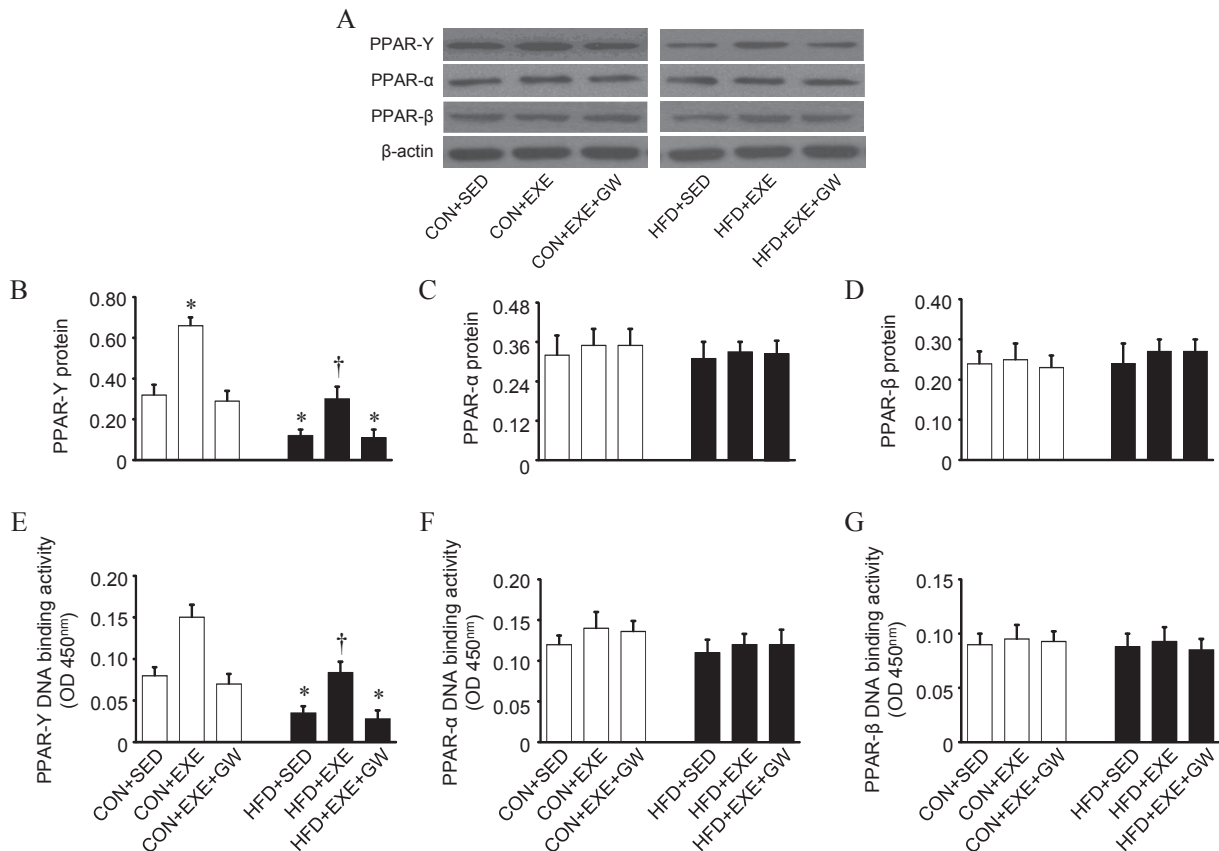 A
PPAR-Y
PPAR-α
PPAR-β
β-actin
CON+SED
CON+EXE
CON+EXE+GW
HFD+SED
HFD+EXE
HFD+EXE+GW
B
PPAR-Y protein
0.80
0.60
0.40
0.20
0
*
*
†
*
C
PPAR-α protein
0.48
0.36
0.24
0.12
0
D
PPAR-β protein
0.40
0.30
0.20
0.10
0
E
PPAR-Y DNA binding activity
(OD 450nm)
0.20
0.15
0.10
0.05
0
*
†
*
CON+SED
CON+EXE
CON+EXE+GW
HFD+SED
HFD+EXE
HFD+EXE+GW
F
PPAR-α DNA binding activity
(OD 450nm)
0.20
0.15
0.10
0.05
0
CON+SED
CON+EXE
CON+EXE+GW
HFD+SED
HFD+EXE
HFD+EXE+GW
G
PPAR-β DNA binding activity
(OD 450nm)
0.15
0.10
0.05
0
CON+SED
CON+EXE
CON+EXE+GW
HFD+SED
HFD+EXE
HFD+EXE+GW